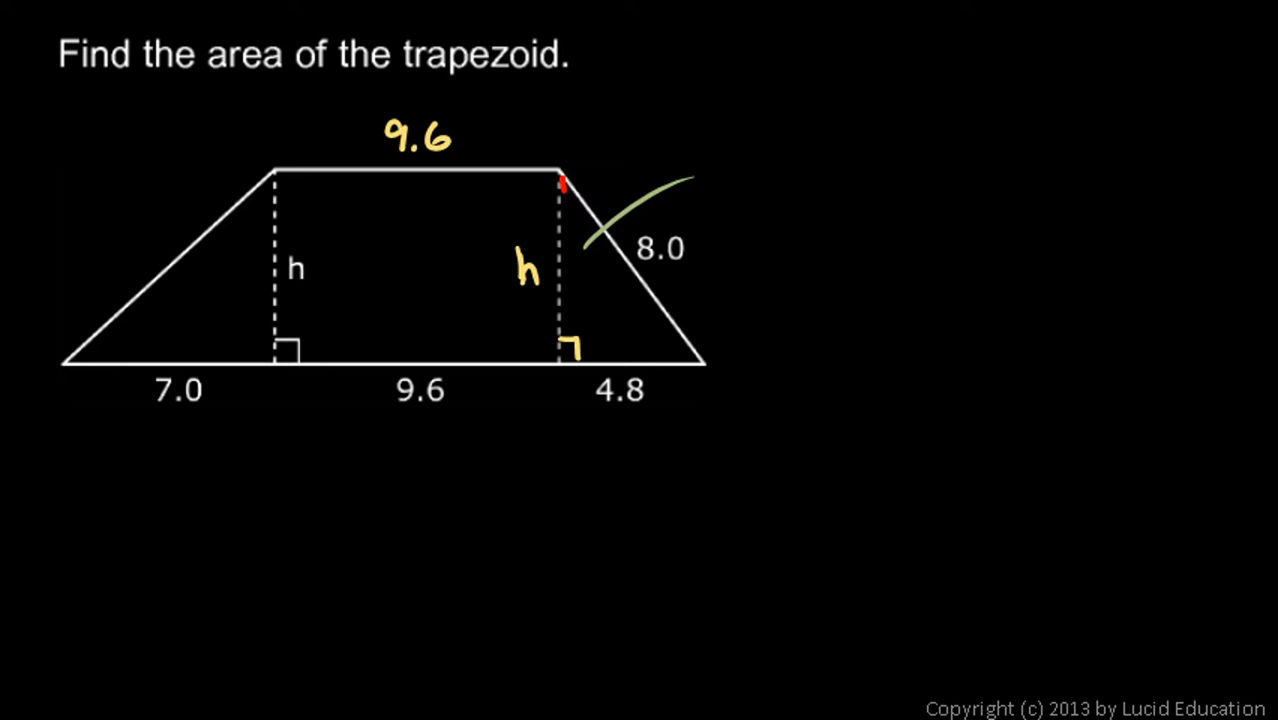 Find the area of the trapezoid.
9.6
h
h
8.0
7.0
9.6
4.8
Copyright (c) 2013 by Lucid Education